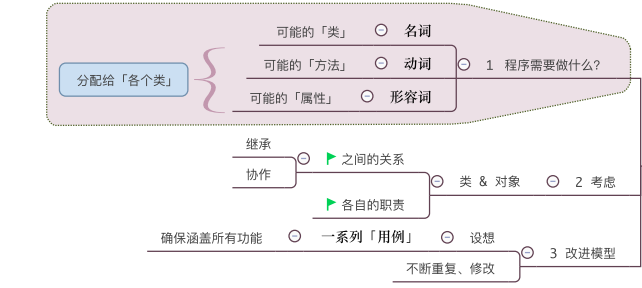 1 程序需要做什么?
名词
可能的「类」
动词
可能的「方法」
形容词
可能的「属性」
分配给「各个类」
2 考虑
类 & 对象
之间的关系
继承
协作
各自的职责
3 改进模型
设想
一系列「用例」
确保涵盖所有功能
不断重复、修改